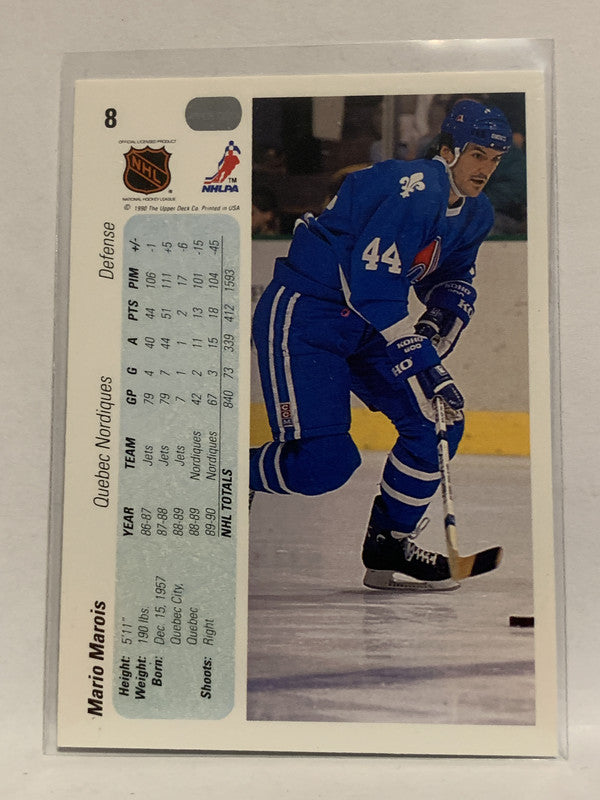 8
OFFICIAL LICENSED PRODUCT
NHL
NATIONAL HOCKEY LEAGUE
NHLPA
TM
© 1990 The Upper Deck Co. Printed in USA
Mario Marois Quebec Nordiques Defense
Height: 5'11"
Weight: 190 lbs.
Born: Dec. 15, 1957
Quebec City,
Quebec
Shoots: Right
YEAR TEAM GP G A PTS PIM +/-
86-87 Jets 79 4 40 44 106 -1
87-88 Jets 79 7 44 51 111 +5
88-89 Jets 7 1 1 2 17 -6
88-89 Nordiques 42 2 11 13 101 -15
89-90 Nordiques 67 3 15 18 104 -45
NHL TOTALS 840 73 339 412 1593
44
KOHO
KOHO